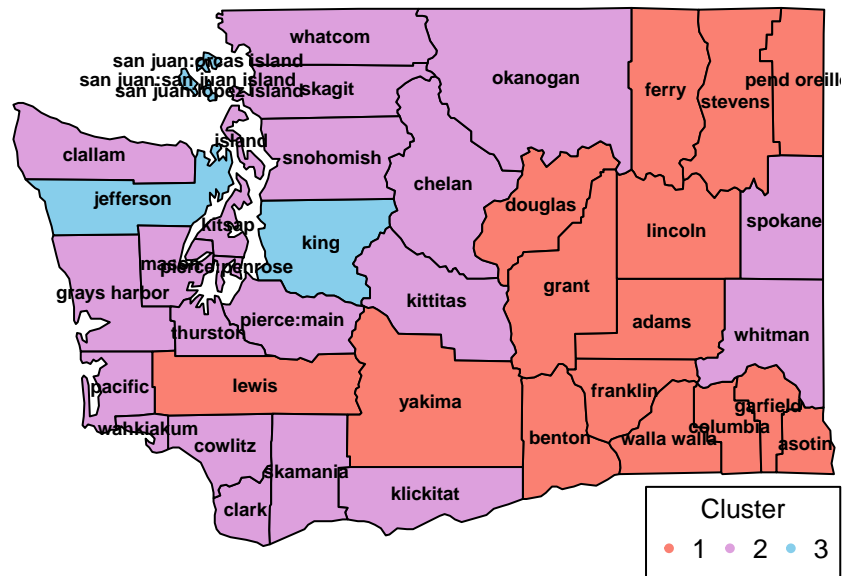 whatcom
san juan:orcas island
san juan:san juan island
san juan:lopez island
skagit
okanogan
ferry
stevens
pend oreille
island
clallam
snohomish
chelan
jefferson
douglas
kitsap
king
lincoln
spokane
mason
pierce:penrose
grays harbor
kittitas
grant
thurston
pierce:main
adams
whitman
pacific
lewis
yakima
franklin
garfield
wahkiakum
cowlitz
benton
walla walla
columbia
asotin
skamania
clark
klickitat
Cluster
1 2 3